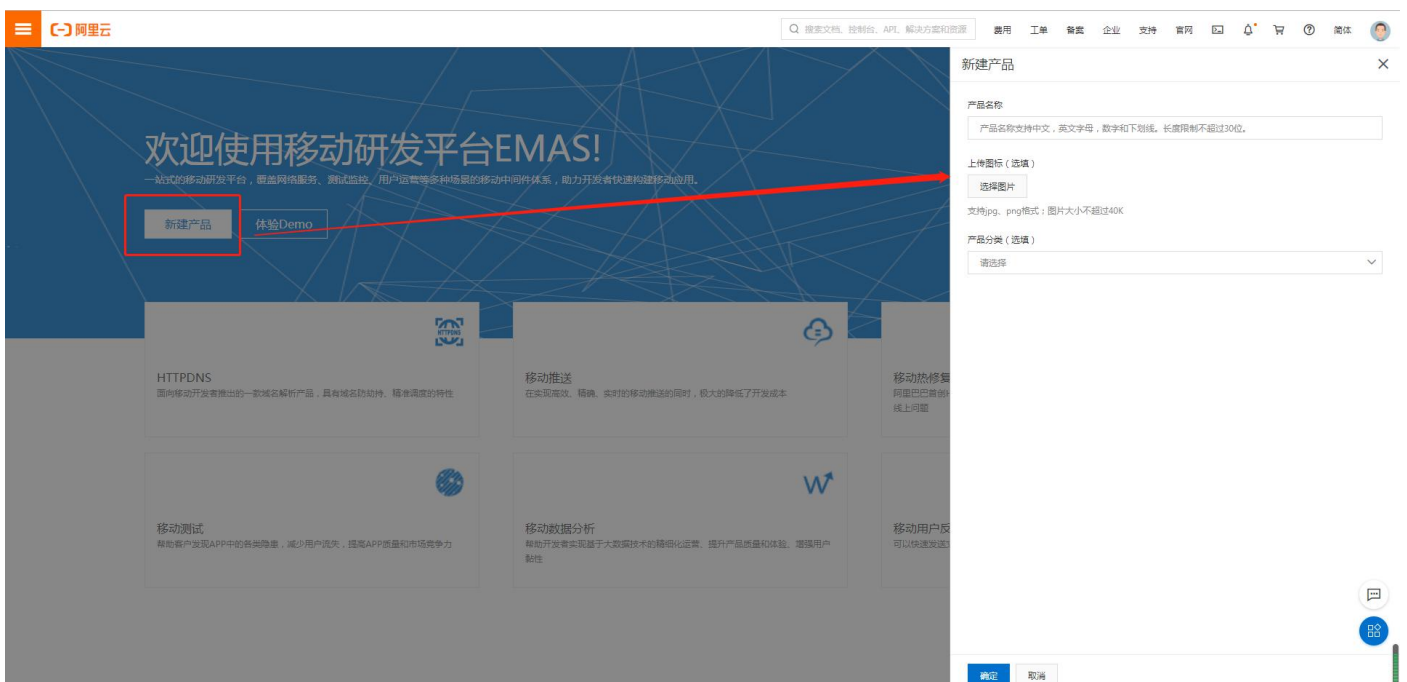 阿里云
搜索文档、控制台、API、解决方案和资源
费用 工单 备案 企业 支持 官网 简体
欢迎使用移动研发平台EMAS!
一站式的移动研发平台，覆盖网络服务、测试监控、用户运营等多种场景的移动中间件体系，助力开发者快速构建移动应用。
新建产品 体验Demo
HTTPDNS
HTTPDNS
面向移动开发者推出的一款域名解析产品，具有域名防劫持、精准调度的特性
移动推送
在实现高效、精确、实时的移动推送的同时，极大的降低了开发成本
移动热修复
阿里巴巴首创
线上问题
移动测试
帮助客户发现APP中的各类隐患，减少用户流失，提高APP质量和市场竞争力
移动数据分析
帮助开发者实现基于大数据技术的精细化运营、提升产品质量和体验、增强用户
黏性
移动用户反
可以快速发送
新建产品
产品名称
产品名称支持中文，英文字母，数字和下划线。长度限制不超过30位。
上传图标（选填）
选择图片
支持jpg、png格式；图片大小不超过40K
产品分类（选填）
请选择
确定 取消